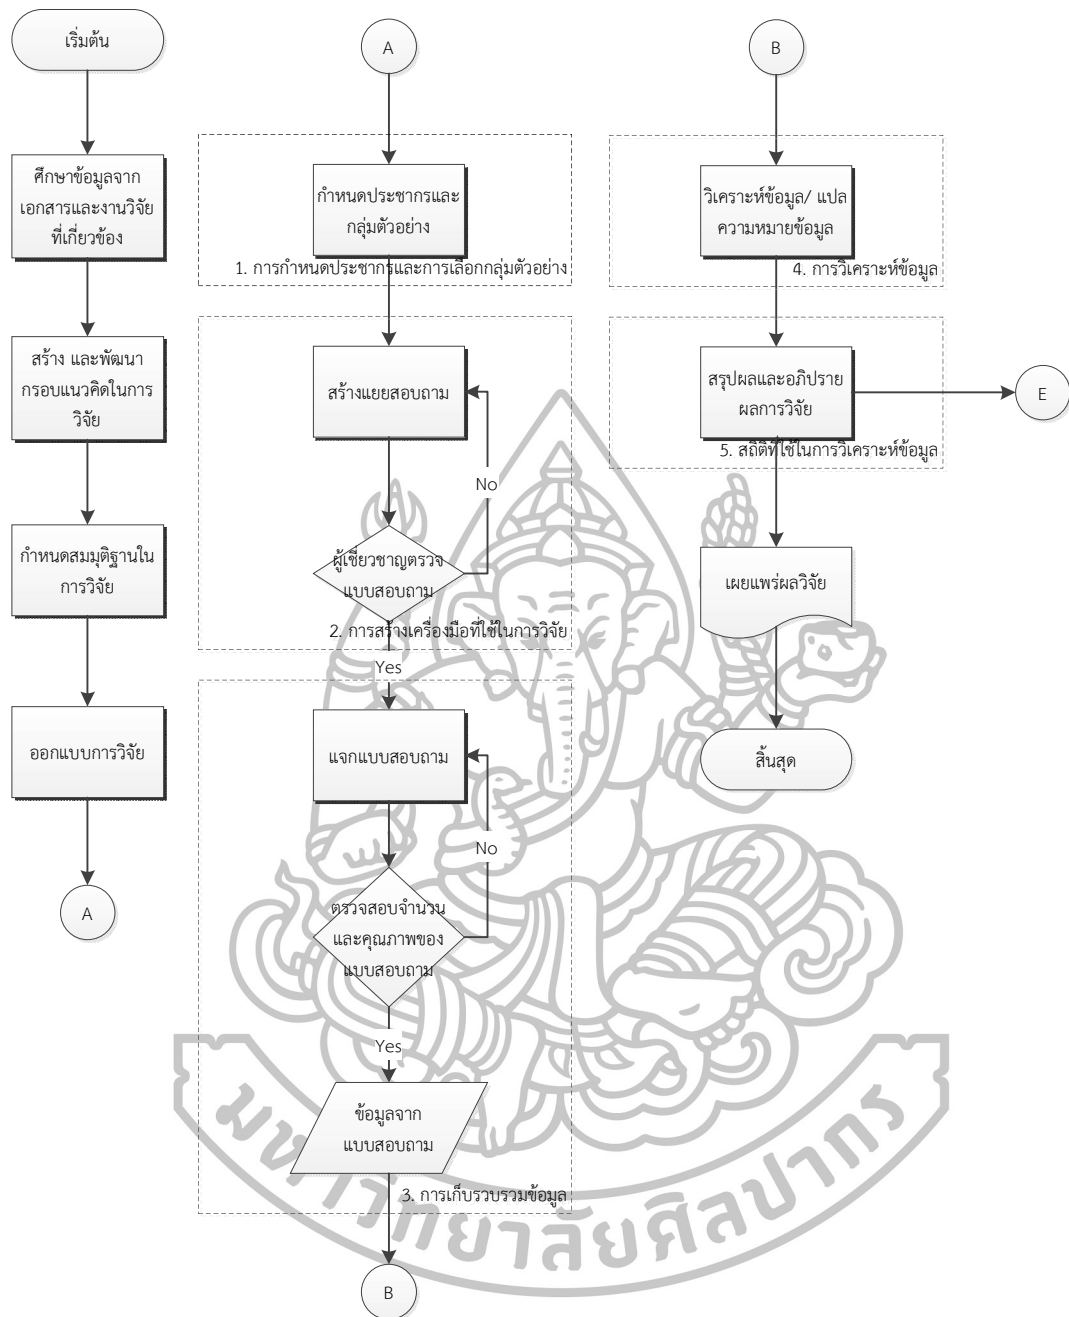 เริ่มต้น
ศึกษาข้อมูลจาก
เอกสารและงานวิจัย
ที่เกี่ยวข้อง
สร้าง และพัฒนา
กรอบแนวคิดในการ
วิจัย
กำหนดสมมุติฐานใน
การวิจัย
ออกแบบการวิจัย
A
A
กำหนดประชากรและ
กลุ่มตัวอย่าง
1. การกำหนดประชากรและการเลือกกลุ่มตัวอย่าง
สร้างแยยสอบถาม
No
ผู้เชี่ยวชาญตรวจ
แบบสอบถาม
2. การสร้างเครื่องมือที่ใช้ในการวิจัย
Yes
แจกแบบสอบถาม
No
ตรวจสอบจำนวน
และคุณภาพของ
แบบสอบถาม
Yes
ข้อมูลจาก
แบบสอบถาม
3. การเก็บรวบรวมข้อมูล
B
B
วิเคราะห์ข้อมูล/ แปล
ความหมายข้อมูล
4. การวิเคราะห์ข้อมูล
สรุปผลและอภิปราย
ผลการวิจัย
E
5. สถิติที่ใช้ในการวิเคราะห์ข้อมูล
เผยแพร่ผลวิจัย
สิ้นสุด
มหาวิทยาลัยศิลปากร